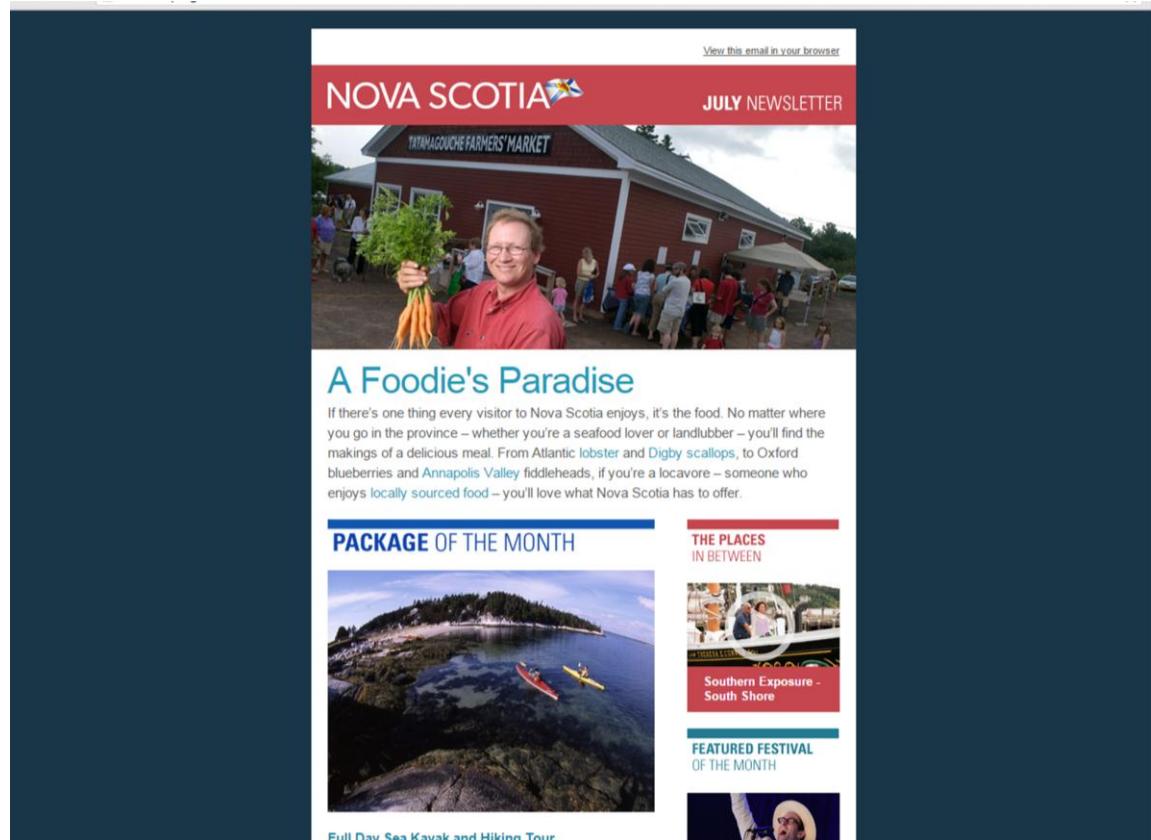 View this email in your browser
NOVA SCOTIA
JULY NEWSLETTER
TATAMAGOUCHE FARMERS' MARKET
A Foodie's Paradise
If there's one thing every visitor to Nova Scotia enjoys, it's the food. No matter where
you go in the province – whether you're a seafood lover or landlubber – you'll find the
makings of a delicious meal. From Atlantic lobster and Digby scallops, to Oxford
blueberries and Annapolis Valley fiddleheads, if you're a locavore – someone who
enjoys locally sourced food – you'll love what Nova Scotia has to offer.
PACKAGE OF THE MONTH
Full Day Sea Kayak and Hiking Tour
THE PLACES
IN BETWEEN
Southern Exposure -
South Shore
FEATURED FESTIVAL
OF THE MONTH